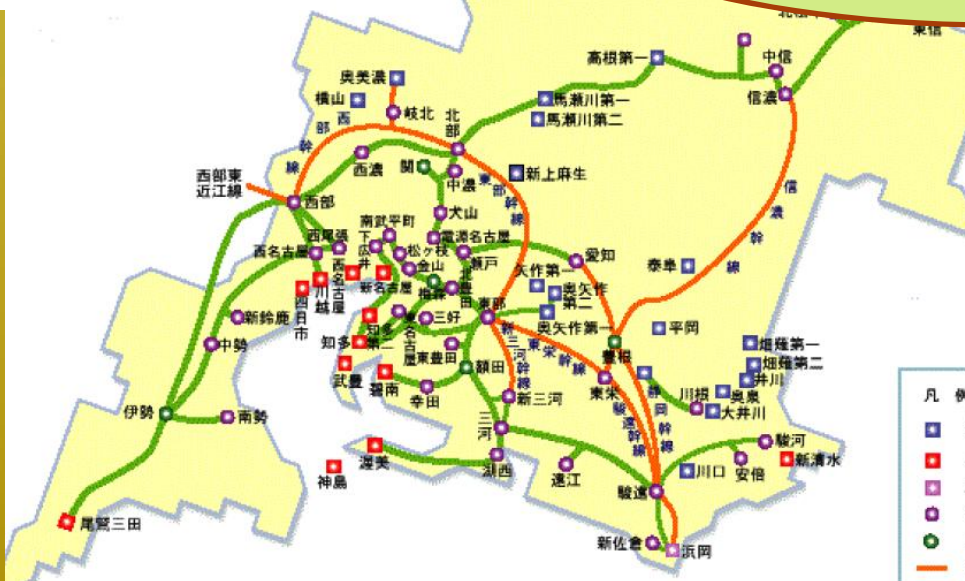 東信
中信
信濃
高根第一
奥美濃
横山
岐北
北部
馬瀬川第一
馬瀬川第二
西部幹線
西濃
関
中濃
新上麻生
東部幹線
信濃幹線
西部東
近江線
西部
犬山
南武平町
下広井
松ヶ枝
金山
電源名古屋
瀬戸
愛知
西尾張
西名古屋
西名古屋
新名古屋
川越
四日市
北豊田
矢作第一
奥矢作
第二
奥矢作第一
泰阜
平岡
新鈴鹿
中勢
知多
知多
第二
東名古屋
三好
東部
東豊田
新三河幹線
東栄幹線
豊根
畑薙第一
畑薙第二
井川
奥泉
大井川
川根
静岡幹線
武豊
碧南
幸田
額田
新三河
東栄
駿遠幹線
伊勢
南勢
三河
湖西
渥美
神島
遠江
駿遠
川口
安倍
駿河
新清水
尾鷲三田
新佐倉
浜岡
凡 例